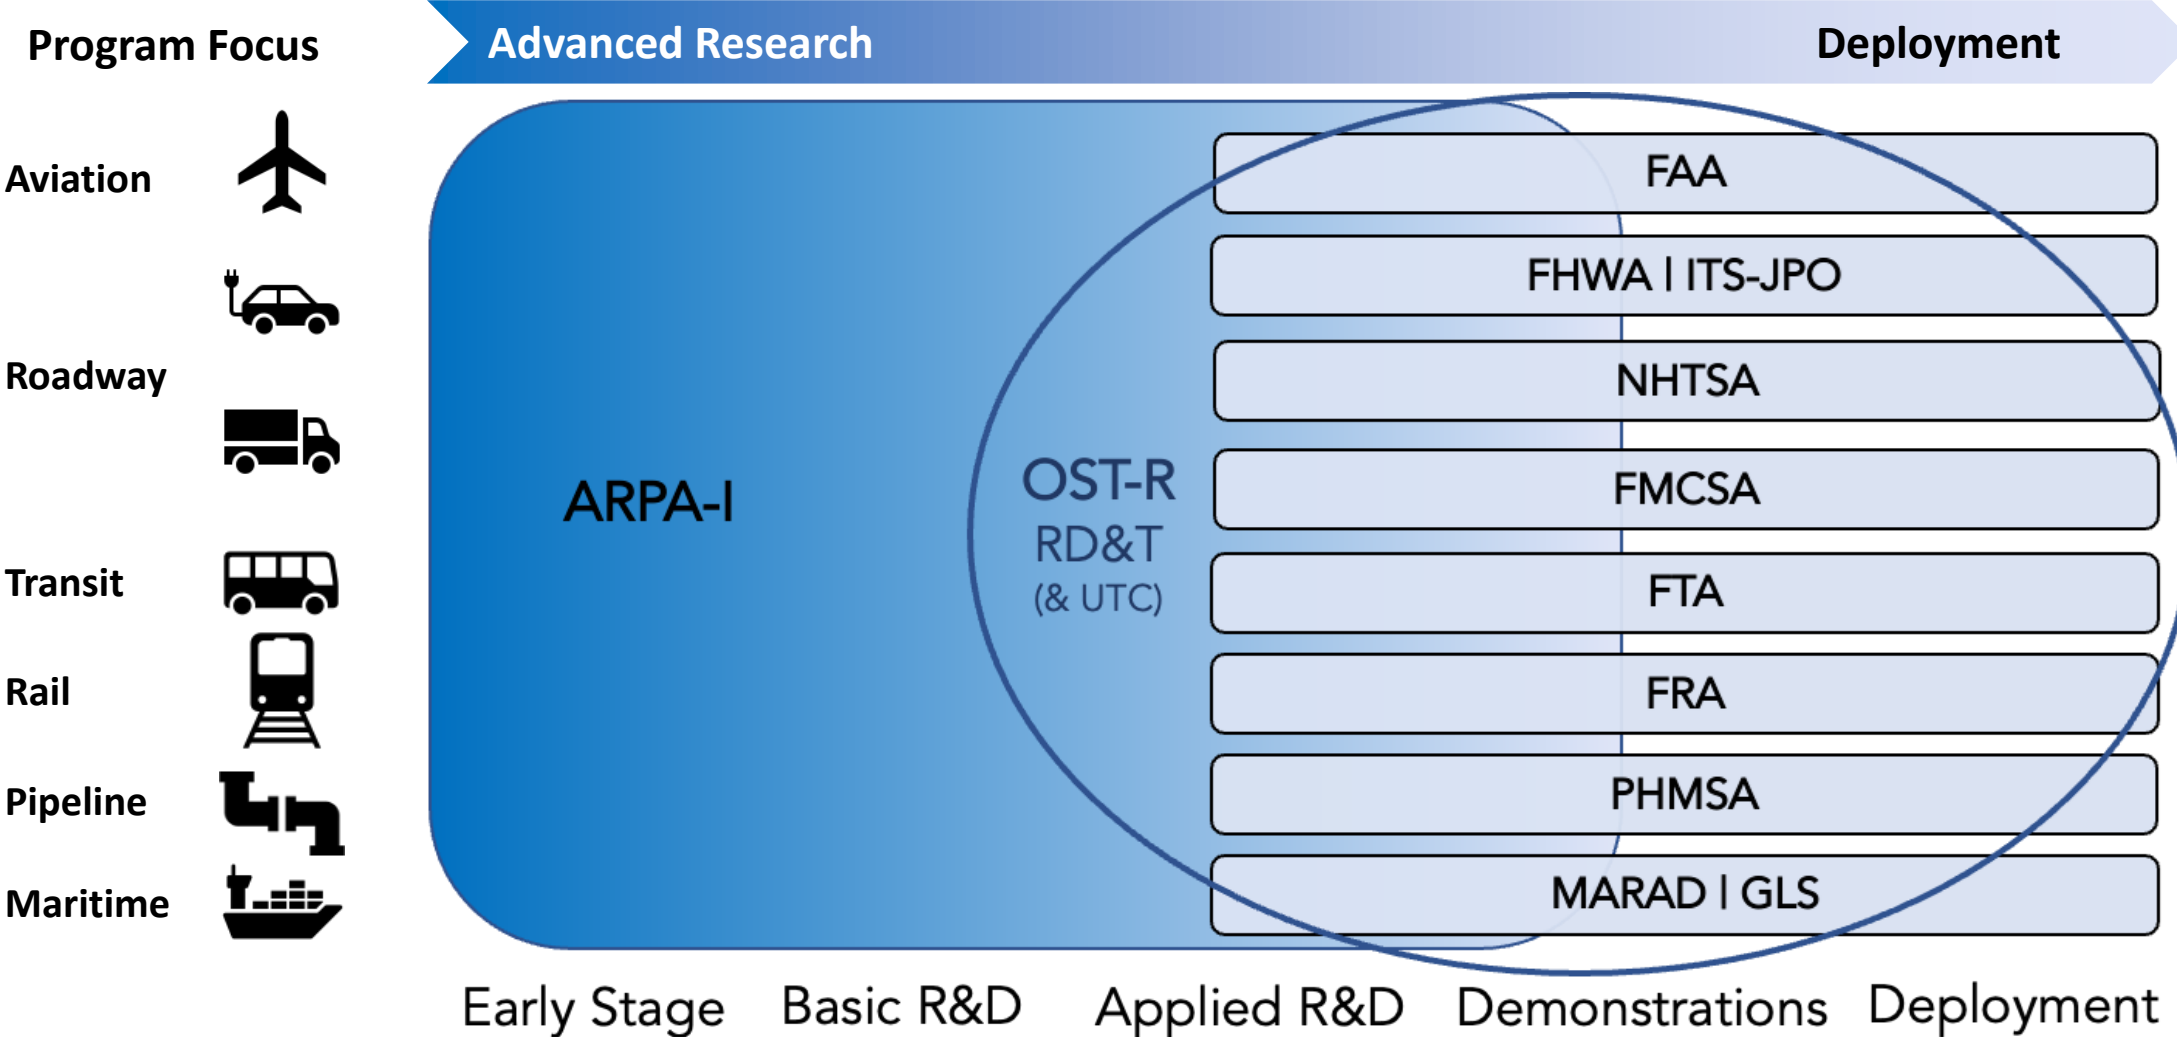 Program Focus
Advanced Research
Deployment
Aviation
FAA
FHWA | ITS-JPO
Roadway
NHTSA
ARPA-I
OST-R
RD&T
(& UTC)
FMCSA
Transit
FTA
Rail
FRA
Pipeline
PHMSA
Maritime
MARAD | GLS
Early Stage
Basic R&D
Applied R&D
Demonstrations
Deployment